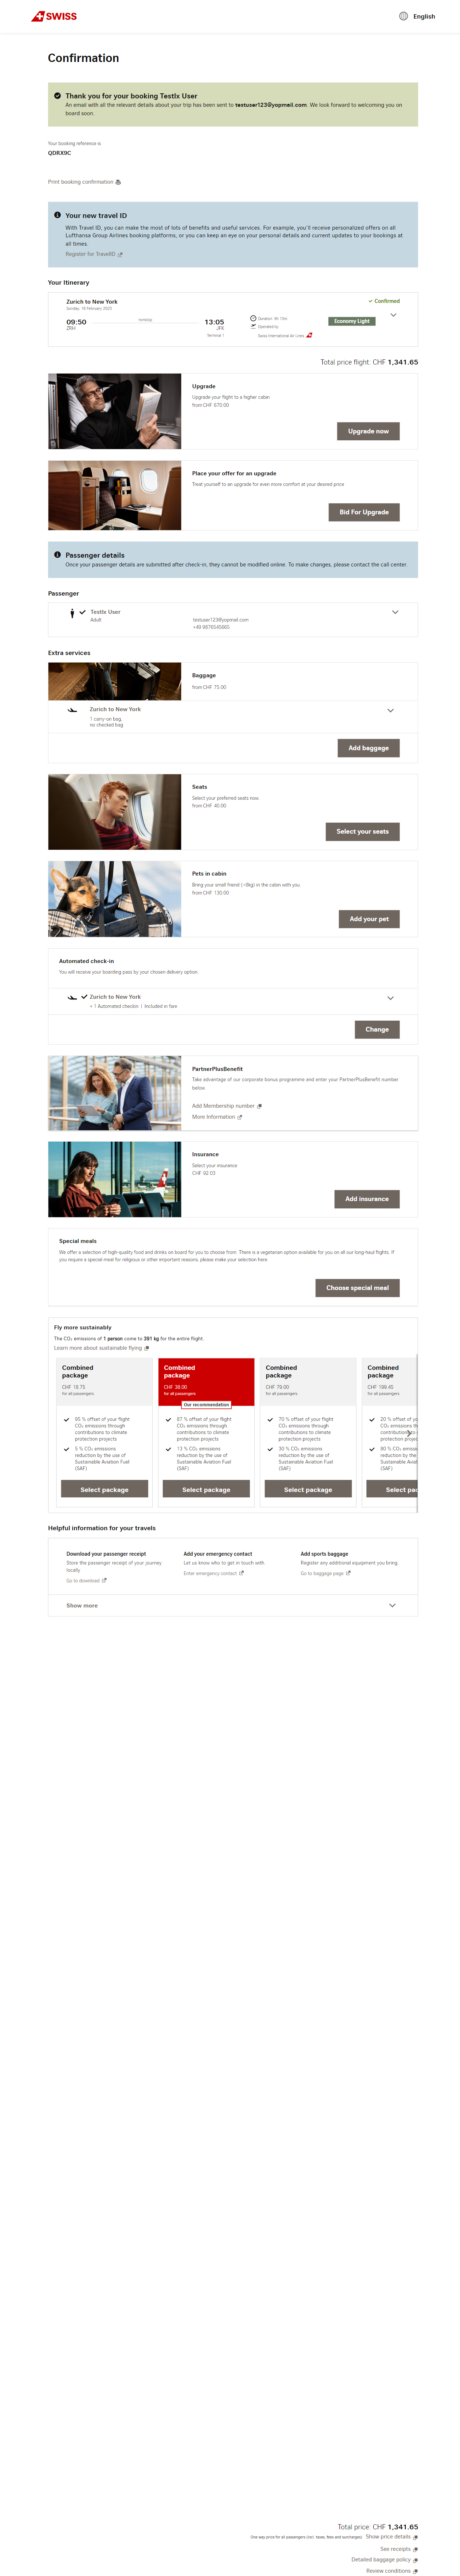 SWISS
English
Confirmation
Thank you for your booking Testlx User
An email with all the relevant details about your trip has been sent to testuser123@yopmail.com. We look forward to welcoming you on
board soon.
Your booking reference is
QDRX9C
Print booking confirmation
Your new travel ID
With Travel ID, you can make the most of lots of benefits and useful services. For example, you'll receive personalized offers on all
Lufthansa Group Airlines booking platforms, or you can keep an eye on your personal details and current updates to your bookings at
all times.
Register for TravelID
Your Itinerary
Zurich to New York
Confirmed
09:50
nonstop
13:05
Economy Light
ZRH
JFK
Operated by
Terminal 1
Swiss International Air Lines
Total price flight: CHF 1,341.65
Upgrade
Upgrade your flight to a higher cabin
from CHF 670.00
Upgrade now
Place your offer for an upgrade
Treat yourself to an upgrade for even more comfort at your desired price
Bid For Upgrade
Passenger details
Once your passenger details are submitted after check-in, they cannot be modified online. To make changes, please contact the call center.
Passenger
Testlx User
Adult
testuser123@yopmail.com
+49 9876545665
Extra services
Baggage
from CHF 75.00
Zurich to New York
1 carry-on bag,
no checked bag
Add baggage
Seats
Select your preferred seats now.
from CHF 40.00
Select your seats
Pets in cabin
Bring your small friend (<8kg) in the cabin with you.
from CHF 130.00
Add your pet
Automated check-in
You will receive your boarding pass by your chosen delivery option.
Zurich to New York
+ 1 Automated checkin | Included in fare
Change
PartnerPlusBenefit
Take advantage of our corporate bonus programme and enter your PartnerPlusBenefit number
below.
Add Membership number
More Information
Insurance
Select your insurance
CHF 92.03
Add insurance
Special meals
We offer a selection of high-quality food and drinks on board for you to choose from. There is a vegetarian option available for you on all our long-haul flights. If
you require a special meal for religious or other important reasons, please make your selection here.
Choose special meal
Fly more sustainably
The CO₂ emissions of 1 person come to 391 kg for the entire flight.
Learn more about sustainable flying
Combined
package
CHF 18.75
for all passengers
95 % offset of your flight
CO₂ emissions through
contributions to climate
protection projects
5 % CO₂ emissions
reduction by the use of
Sustainable Aviation Fuel
(SAF)
Select package
Combined
package
CHF 38.00
for all passengers
Our recommendation
87 % offset of your flight
CO₂ emissions through
contributions to climate
protection projects
13 % CO₂ emissions
reduction by the use of
Sustainable Aviation Fuel
(SAF)
Select package
Combined
package
CHF 79.00
for all passengers
70 % offset of your flight
CO₂ emissions through
contributions to climate
protection projects
30 % CO₂ emissions
reduction by the use of
Sustainable Aviation Fuel
(SAF)
Select package
Combined
package
CHF 199.45
for all passengers
20 % offset of yo
CO₂ emissions th
contributions to
protection projec
80 % CO₂ emiss
reduction by the
Sustainable Aviat
(SAF)
Select pac
Helpful information for your travels
Download your passenger receipt
Store the passenger receipt of your journey
locally
Go to download
Add your emergency contact
Let us know who to get in touch with.
Enter emergency contact
Add sports baggage
Register any additional equipment you bring
Go to baggage page
Show more
Total price: CHF 1,341.65
One way price for all passengers (incl. taxes, fees and surcharges) Show price details
See receipts
Detailed baggage policy
Review conditions